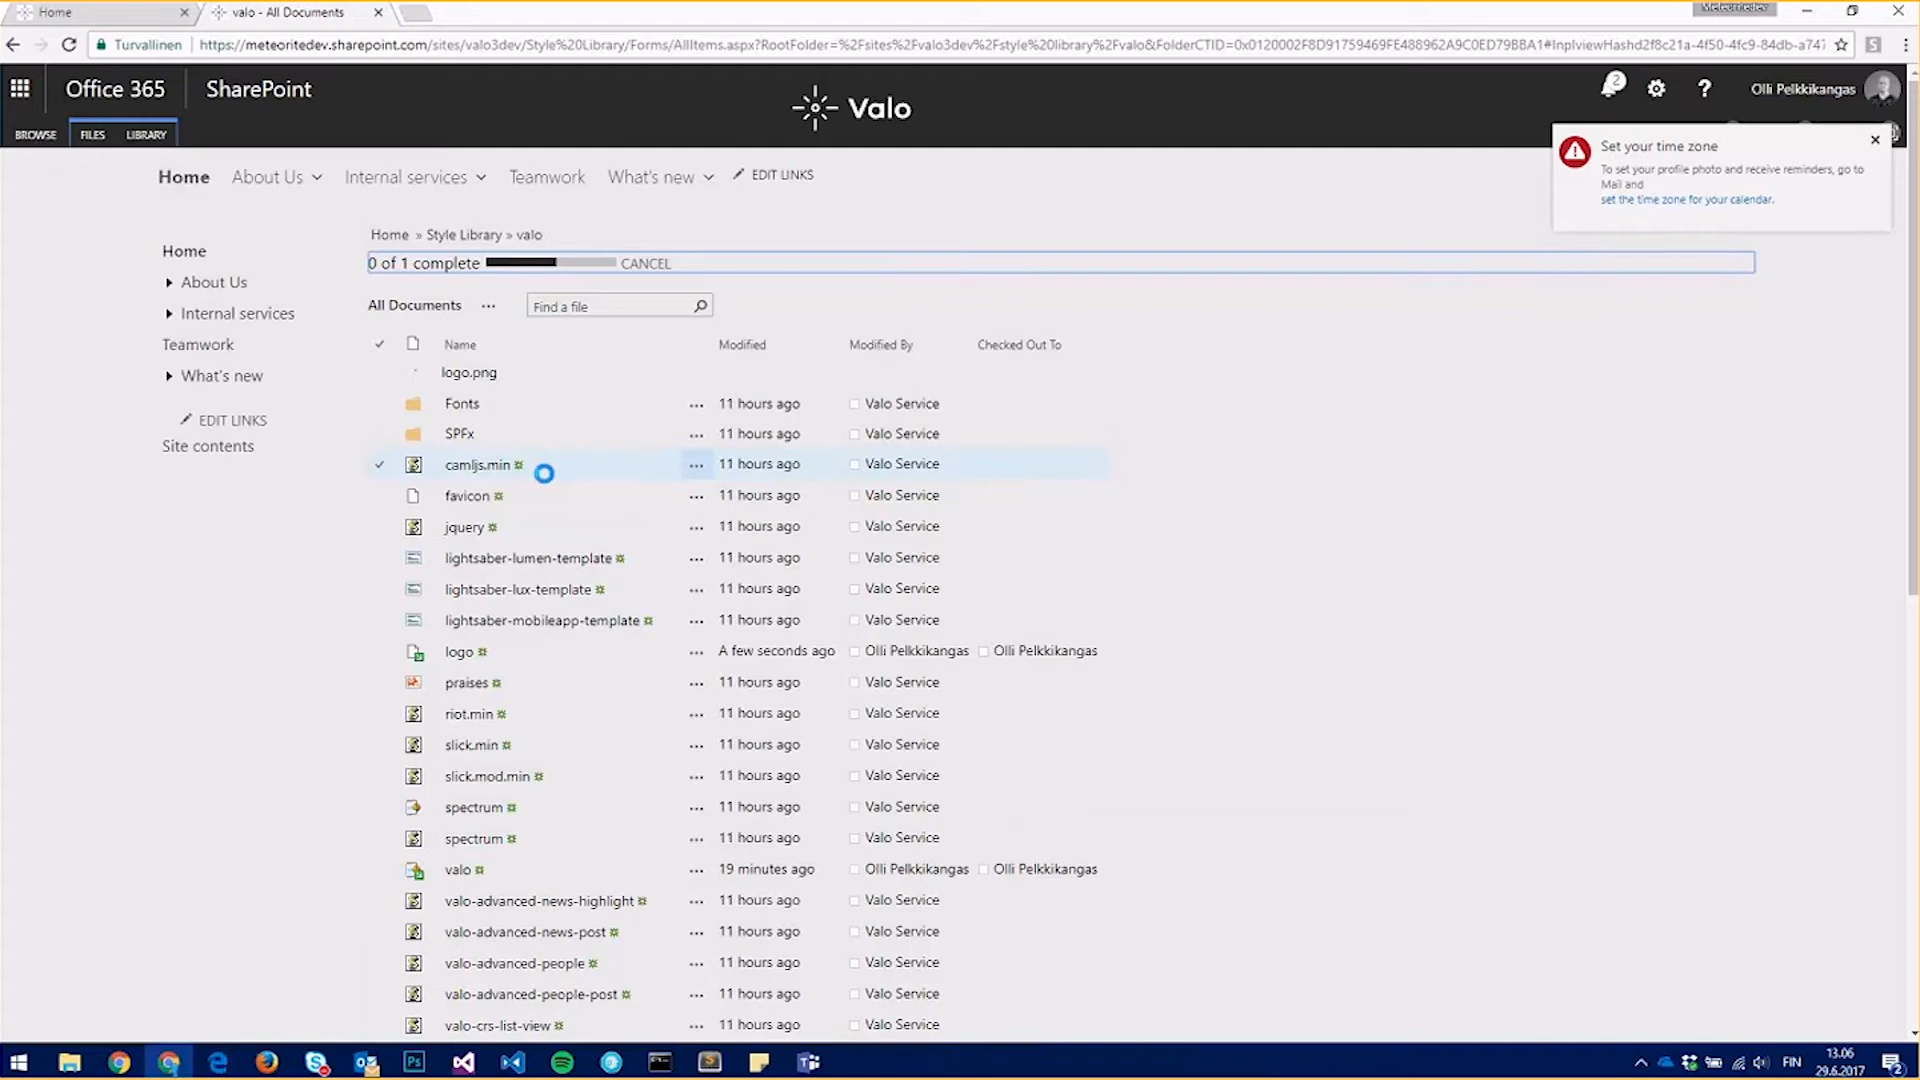 Home
valo - All Documents
Meteoritedev
Turvallinen
https://meteoritedev.sharepoint.com/sites/valo3dev/Style%20Library/Forms/AllItems.aspx?RootFolder=%2Fsites%2Fvalo3dev%2Fstyle%20library%2Fvalo&FolderCTID=0x0120002F8D91759469FE488962A9C0ED79BBA1#InplviewHashd2f8c21a-4f50-4fc9-84db-a747
Office 365
SharePoint
Valo
2
?
Olli Pelkkikangas
BROWSE
FILES
LIBRARY
Set your time zone
To set your profile photo and receive reminders, go to
Mail and
set the time zone for your calendar.
Home
About Us
Internal services
Teamwork
What's new
EDIT LINKS
Home » Style Library » valo
0 of 1 complete
CANCEL
Home
About Us
Internal services
Teamwork
What's new
EDIT LINKS
Site contents
All Documents ...
Find a file
Name Modified Modified By Checked Out To
logo.png
Fonts ... 11 hours ago Valo Service
SPFx ... 11 hours ago Valo Service
camljs.min ... 11 hours ago Valo Service
favicon ... 11 hours ago Valo Service
jquery ... 11 hours ago Valo Service
lightsaber-lumen-template ... 11 hours ago Valo Service
lightsaber-lux-template ... 11 hours ago Valo Service
lightsaber-mobileapp-template ... 11 hours ago Valo Service
logo ... A few seconds ago Olli Pelkkikangas Olli Pelkkikangas
praises ... 11 hours ago Valo Service
riot.min ... 11 hours ago Valo Service
slick.min ... 11 hours ago Valo Service
slick.mod.min ... 11 hours ago Valo Service
spectrum ... 11 hours ago Valo Service
spectrum ... 11 hours ago Valo Service
valo ... 19 minutes ago Olli Pelkkikangas Olli Pelkkikangas
valo-advanced-news-highlight ... 11 hours ago Valo Service
valo-advanced-news-post ... 11 hours ago Valo Service
valo-advanced-people ... 11 hours ago Valo Service
valo-advanced-people-post ... 11 hours ago Valo Service
valo-crs-list-view ... 11 hours ago Valo Service
FIN
13.06
29.6.2017
2